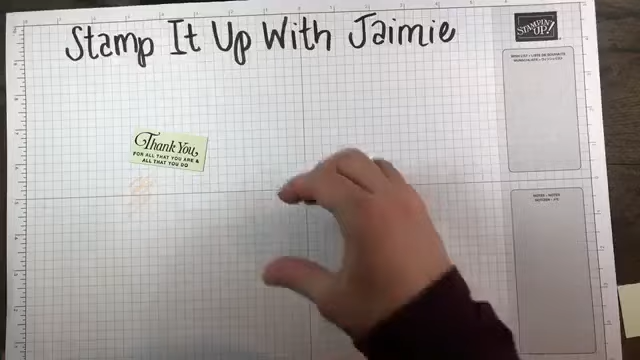 Stamp It Up With Jaimie
STAMPIN' UP!
Thank You
FOR ALL THAT YOU ARE &
ALL THAT YOU DO